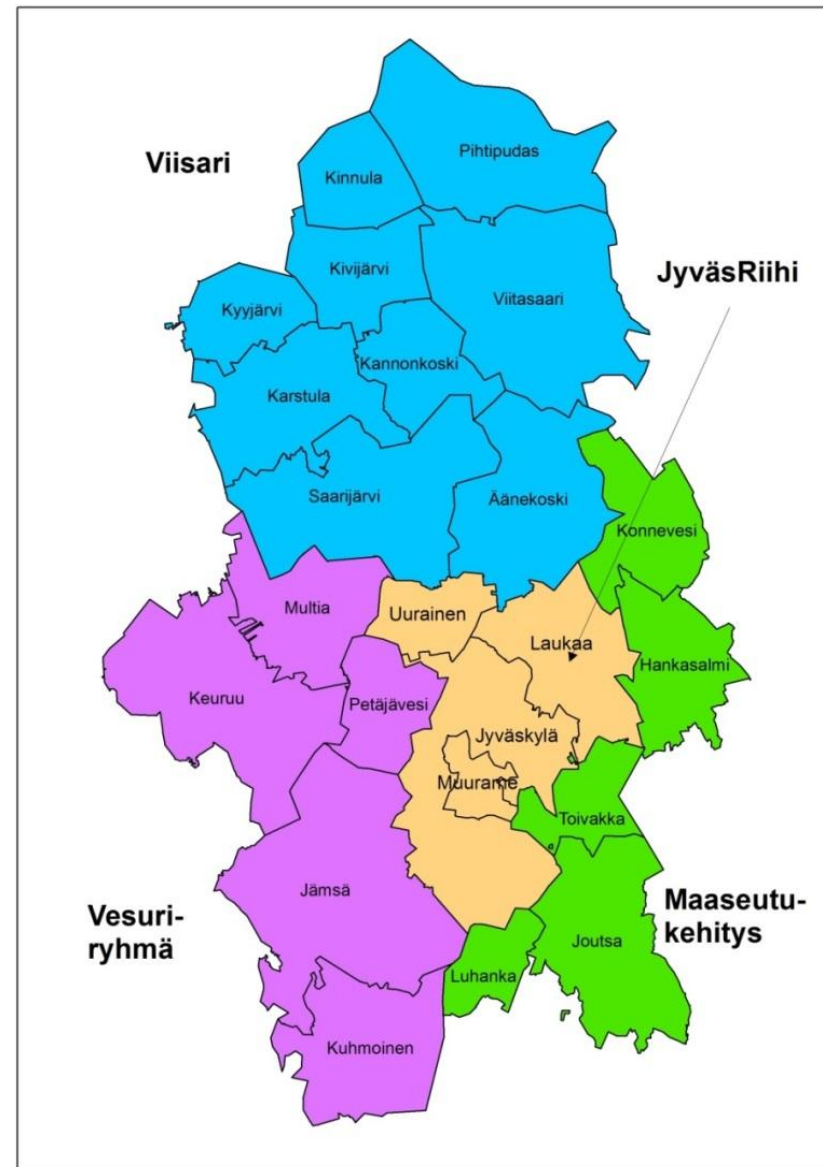 Viisari
Pihtipudas
Kinnula
Kivijärvi
JyväsRiihi
Viitasaari
Kyyjärvi
Kannonkoski
Karstula
Saarijärvi
Äänekoski
Konnevesi
Multia
Uurainen
Laukaa
Hankasalmi
Keuruu
Petäjävesi
Jyväskylä
Muurame
Toivakka
Jämsä
Vesuri-
ryhmä
Maaseutu-
kehitys
Joutsa
Luhanka
Kuhmoinen